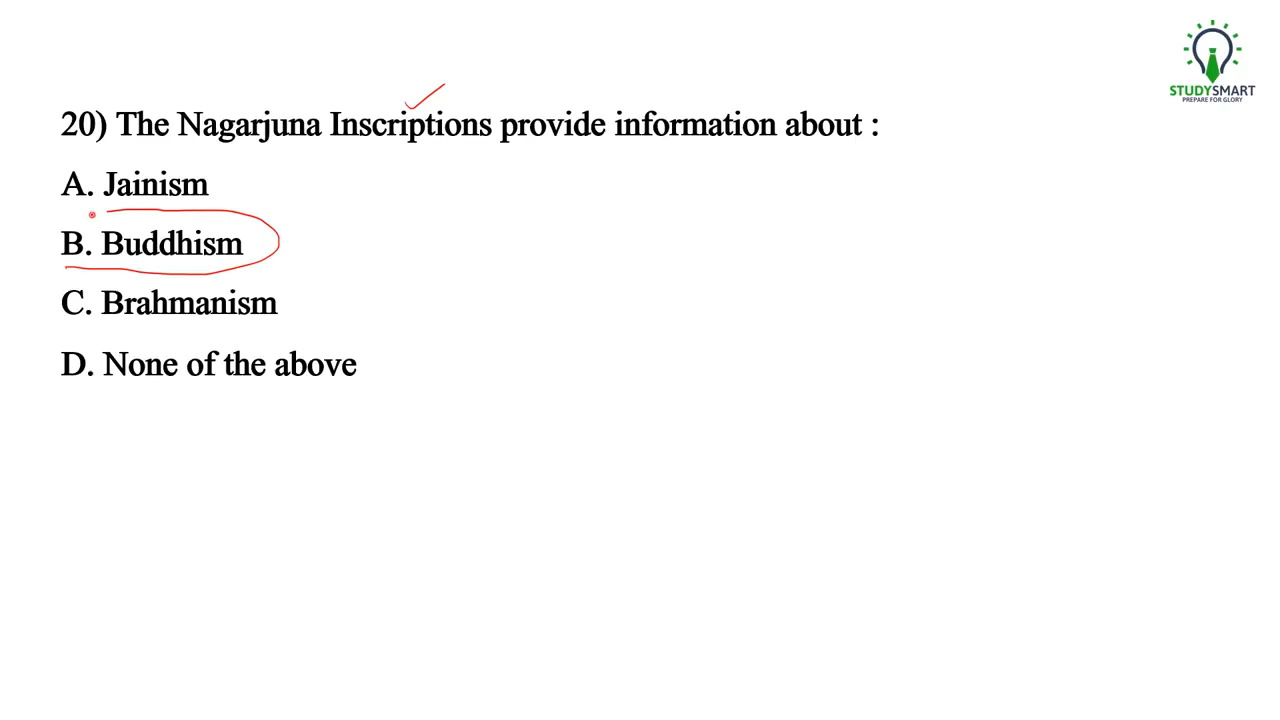 STUDYSMART
PREPARE FOR GLORY
20) The Nagarjuna Inscriptions provide information about :
A. Jainism
B. Buddhism
C. Brahmanism
D. None of the above